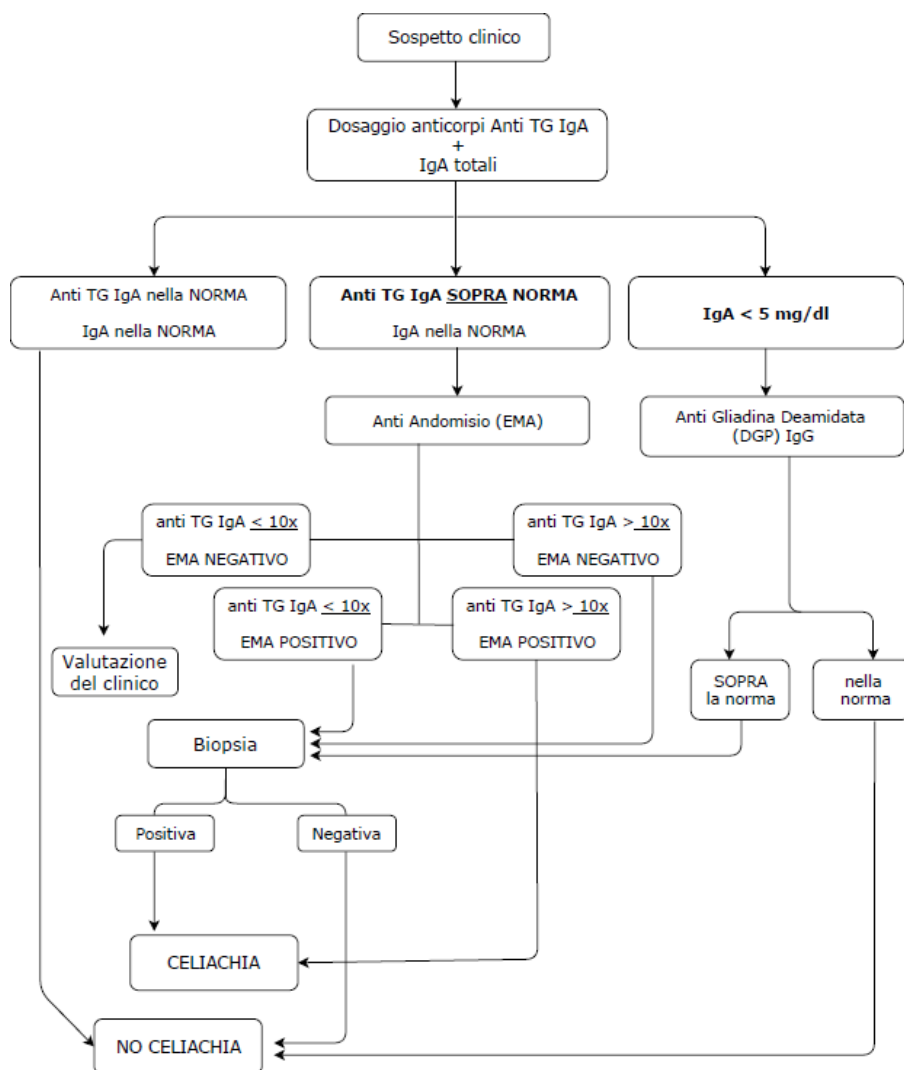 Sospetto clinico
Dosaggio anticorpi Anti TG IgA
+
IgA totali
Anti TG IgA nella NORMA
IgA nella NORMA
Anti TG IgA SOPRA NORMA
IgA nella NORMA
IgA < 5 mg/dl
Anti Andomisio (EMA)
Anti Gliadina Deamidata
(DGP) IgG
anti TG IgA < 10x
EMA NEGATIVO
anti TG IgA > 10x
EMA NEGATIVO
anti TG IgA < 10x
EMA POSITIVO
anti TG IgA > 10x
EMA POSITIVO
Valutazione
del clinico
SOPRA
la norma
nella
norma
Biopsia
Positiva
Negativa
CELIACHIA
NO CELIACHIA